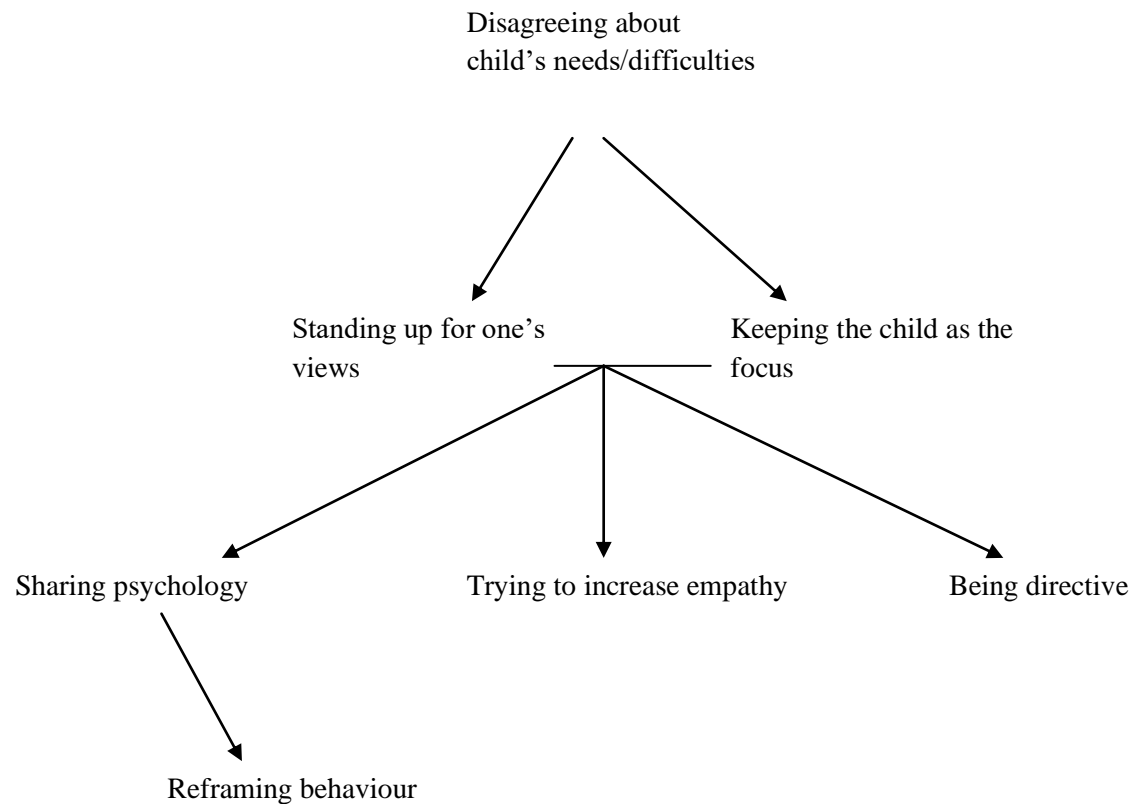 Disagreeing about
child’s needs/difficulties
Standing up for one’s
views
Keeping the child as the
focus
Sharing psychology
Trying to increase empathy
Being directive
Reframing behaviour